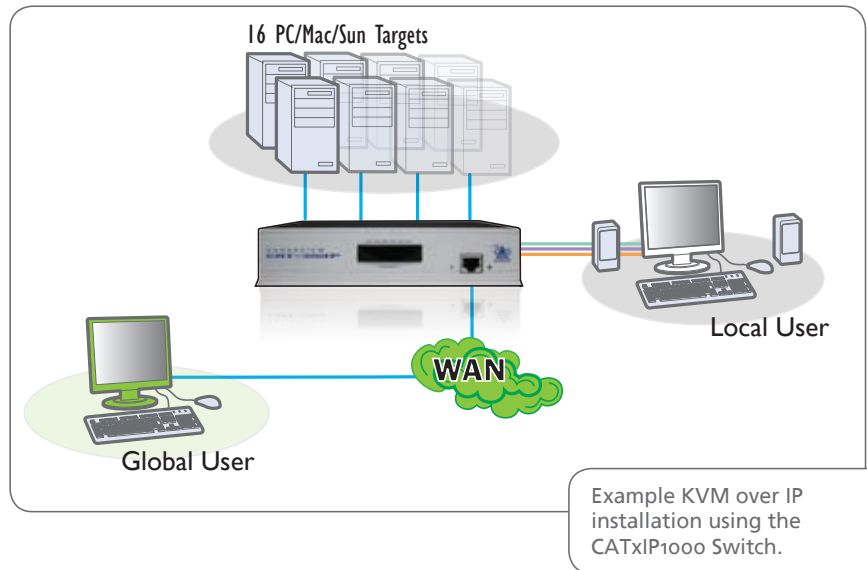 16 PC/Mac/Sun Targets
Local User
WAN
Global User
Example KVM over IP
installation using the
CATxIP1000 Switch.